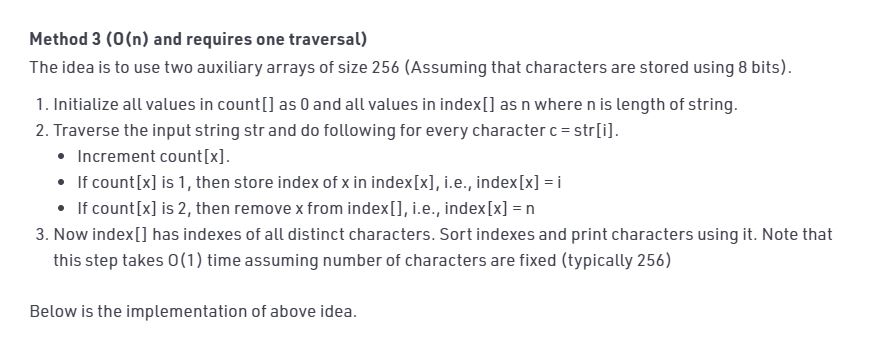 Method 3 (O(n) and requires one traversal)
The idea is to use two auxiliary arrays of size 256 (Assuming that characters are stored using 8 bits).
1. Initialize all values in count[] as 0 and all values in index[] as n where n is length of string.
2. Traverse the input string str and do following for every character c = str[i].
• Increment count[x].
• If count[x] is 1, then store index of x in index[x], i.e., index[x] = i
• If count[x] is 2, then remove x from index[], i.e., index[x] = n
3. Now index[] has indexes of all distinct characters. Sort indexes and print characters using it. Note that
this step takes O(1) time assuming number of characters are fixed (typically 256)
Below is the implementation of above idea.